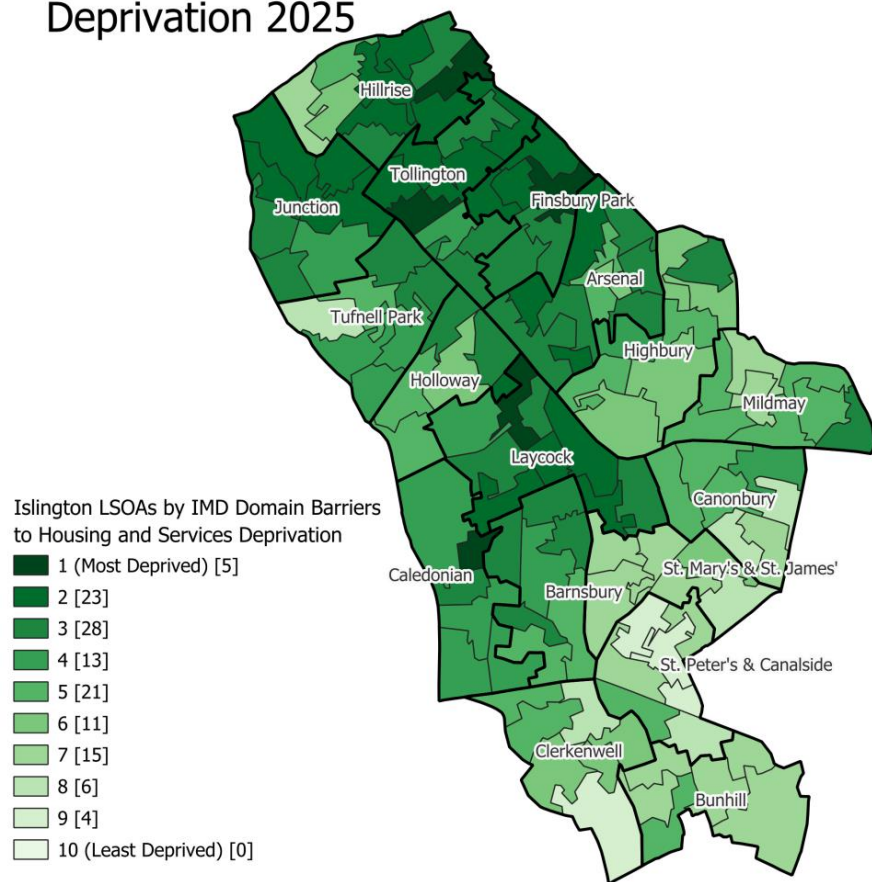 Deprivation 2025
Hillrise
Tollington
Junction
Finsbury Park
Arsenal
Tufnell Park
Highbury
Holloway
Mildmay
Laycock
Canonbury
Islington LSOAs by IMD Domain Barriers
to Housing and Services Deprivation
1 (Most Deprived) [5]
2 [23]
3 [28]
4 [13]
5 [21]
6 [11]
7 [15]
8 [6]
9 [4]
10 (Least Deprived) [0]
Caledonian
Barnsbury
St. Mary's & St. James'
St. Peter's & Canalside
Clerkenwell
Bunhill